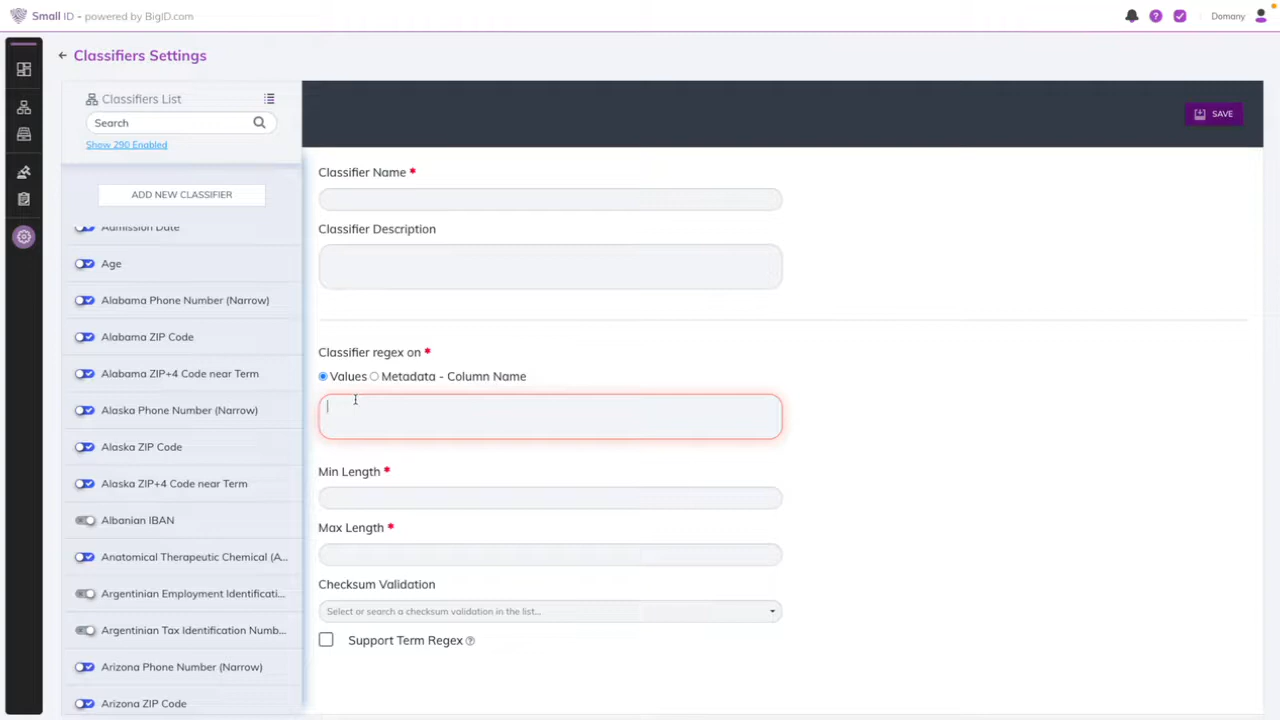 Small ID - powered by BigID.com
Domany
Classifiers Settings
Classifiers List
Search
Show 290 Enabled
ADD NEW CLASSIFIER
Admission Date
Age
Alabama Phone Number (Narrow)
Alabama ZIP Code
Alabama ZIP+4 Code near Term
Alaska Phone Number (Narrow)
Alaska ZIP Code
Alaska ZIP+4 Code near Term
Albanian IBAN
Anatomical Therapeutic Chemical (A...
Argentinian Employment Identificati...
Argentinian Tax Identification Numb...
Arizona Phone Number (Narrow)
Arizona ZIP Code
SAVE
Classifier Name *
Classifier Description
Classifier regex on *
Values Metadata - Column Name
Min Length *
Max Length *
Checksum Validation
Select or search a checksum validation in the list...
Support Term Regex ?